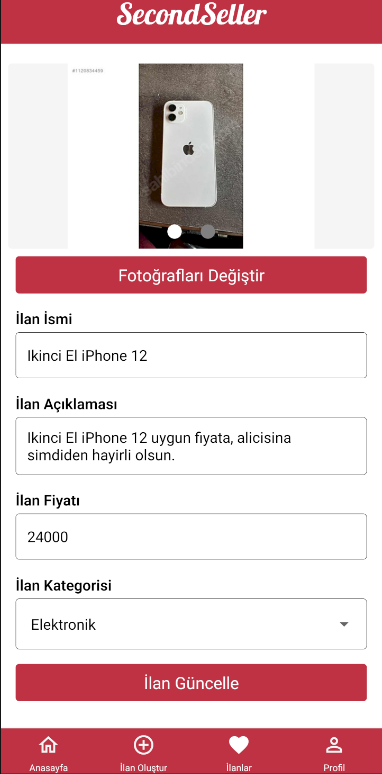 SecondSeller
Fotoğrafları Değiştir
İlan İsmi
Ikinci El iPhone 12
İlan Açıklaması
Ikinci El iPhone 12 uygun fiyata, alicisina
simdiden hayirli olsun.
İlan Fiyatı
24000
İlan Kategorisi
Elektronik
İlan Güncelle
Anasayfa
İlan Oluştur
İlanlar
Profil